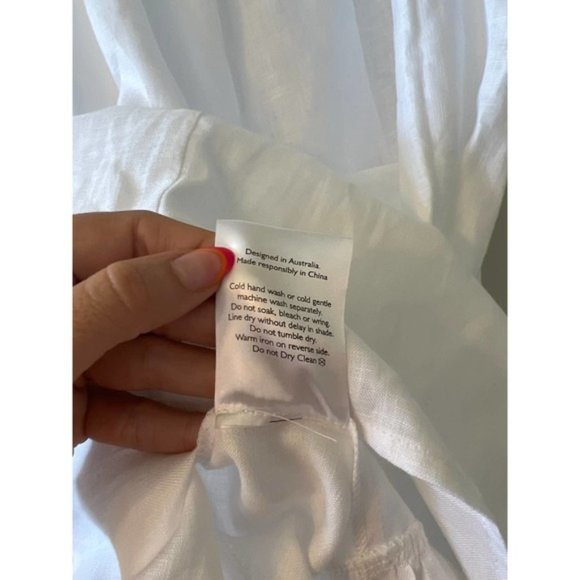 Designed in Australia.
Made responsibly in China
Cold hand wash or cold gentle
machine wash separately.
Do not soak, bleach or wring.
Line dry without delay in shade.
Do not tumble dry.
Warm iron on reverse side.
Do not Dry Clean